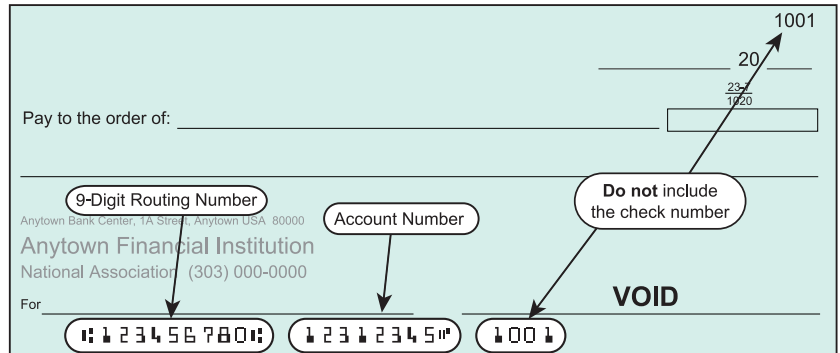 1001
20
23-7
1020
Pay to the order of:
9-Digit Routing Number
Account Number
Do not include
the check number
Anytown Bank Center, 1A Street, Anytown USA 80000
Anytown Financial Institution
National Association (303) 000-0000
For
VOID
⑆123456780⑆ 12312345⑈ 1001